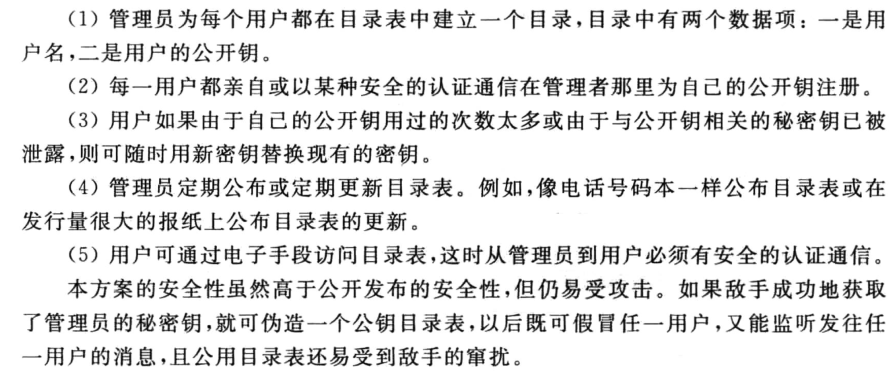 (1) 管理员为每个用户都在目录表中建立一个目录,目录中有两个数据项:一是用
户名,二是用户的公开钥。
(2) 每一用户都亲自或以某种安全的认证通信在管理者那里为自己的公开钥注册。
(3) 用户如果由于自己的公开钥用过的次数太多或由于与公开钥相关的秘密钥已被
泄露,则可随时用新密钥替换现有的密钥。
(4) 管理员定期公布或定期更新目录表。例如,像电话号码本一样公布目录表或在
发行量很大的报纸上公布目录表的更新。
(5) 用户可通过电子手段访问目录表,这时从管理员到用户必须有安全的认证通信。
本方案的安全性虽然高于公开发布的安全性,但仍易受攻击。如果敌手成功地获取
了管理员的秘密钥,就可伪造一个公钥目录表,以后既可假冒任一用户,又能监听发往任
一用户的消息,且公用目录表还易受到敌手的窜扰。